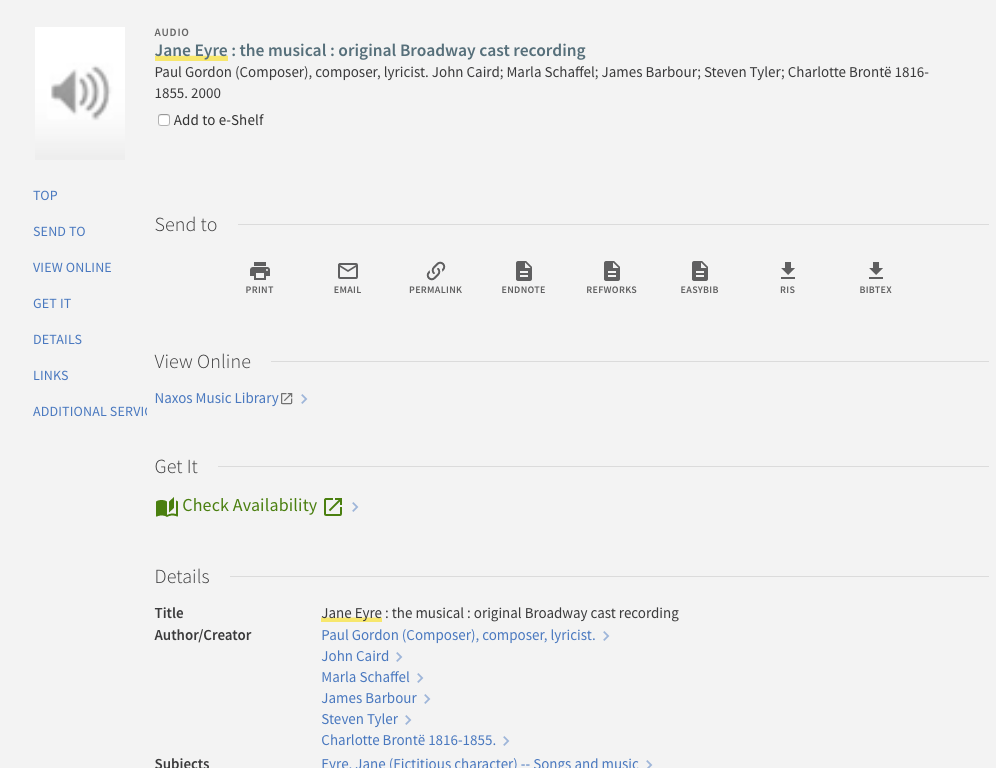 AUDIO
Jane Eyre : the musical : original Broadway cast recording
Paul Gordon (Composer), composer, lyricist. John Caird; Marla Schaffel; James Barbour; Steven Tyler; Charlotte Brontë 1816-
1855. 2000
Add to e-Shelf
TOP
SEND TO
VIEW ONLINE
GET IT
DETAILS
LINKS
ADDITIONAL SERVIC
Send to
PRINT
EMAIL
PERMALINK
ENDNOTE
REFWORKS
EASYBIB
RIS
BIBTEX
View Online
Naxos Music Library
Get It
Check Availability
Details
Title Jane Eyre : the musical : original Broadway cast recording
Author/Creator Paul Gordon (Composer), composer, lyricist.
John Caird
Marla Schaffel
James Barbour
Steven Tyler
Charlotte Brontë 1816-1855.
Subjects Eyre, Jane (Fictitious character) -- Songs and music